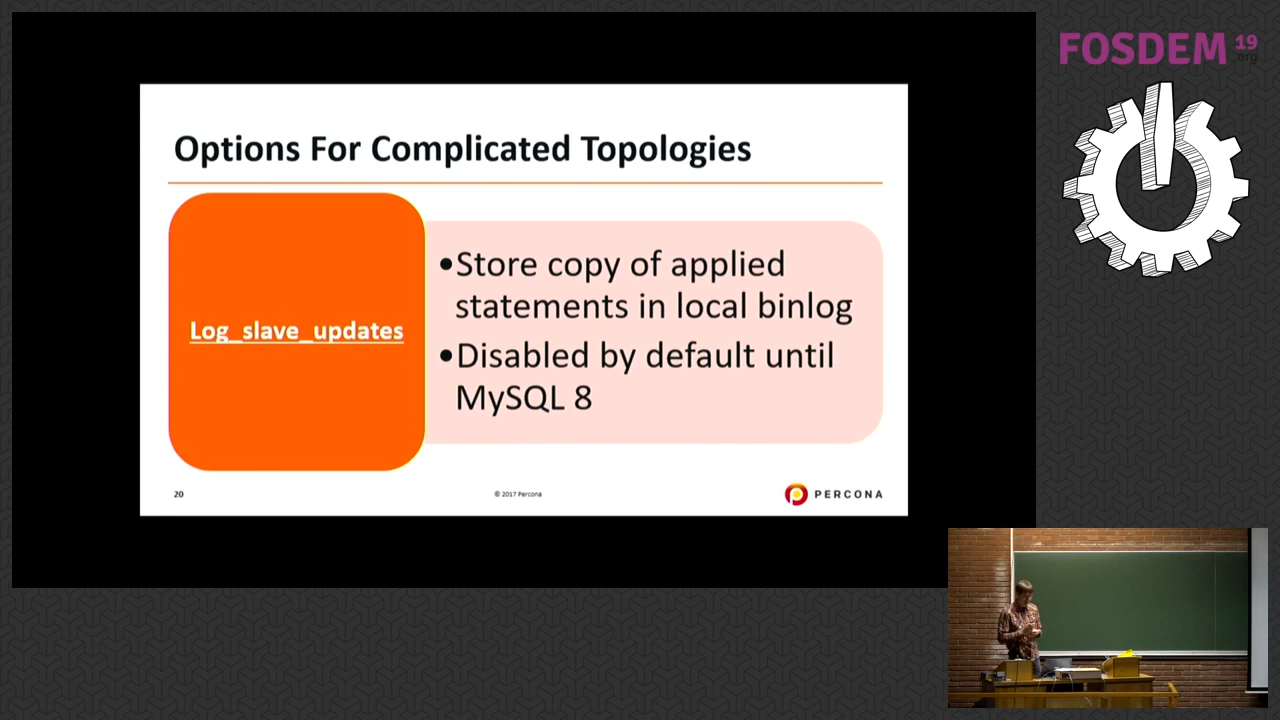 FOSDEM 19
.org
Options For Complicated Topologies
Log_slave_updates
•Store copy of applied
statements in local binlog
•Disabled by default until
MySQL 8
20
© 2017 Percona
PERCONA